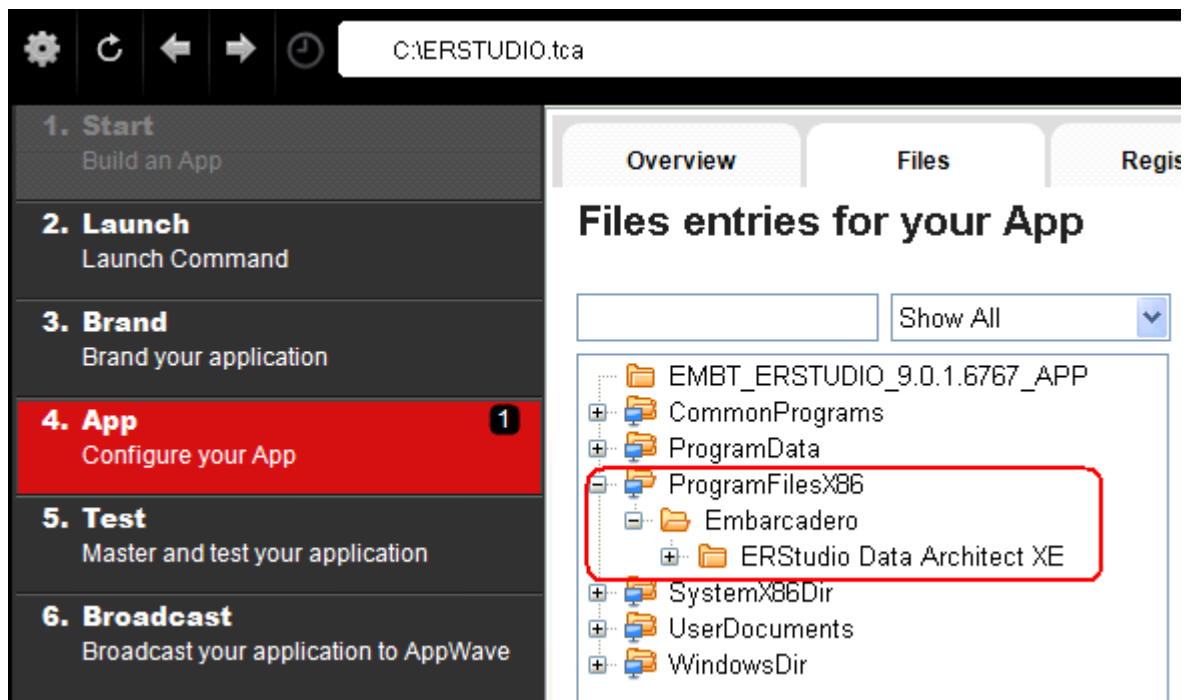 C:\ERSTUDIO.tca
1. Start
Build an App
2. Launch
Launch Command
3. Brand
Brand your application
4. App 1
Configure your App
5. Test
Master and test your application
6. Broadcast
Broadcast your application to AppWave
Overview Files Regis
Files entries for your App
Show All
EMBT_ERSTUDIO_9.0.1.6767_APP
CommonPrograms
ProgramData
ProgramFilesX86
Embarcadero
ERStudio Data Architect XE
SystemX86Dir
UserDocuments
WindowsDir